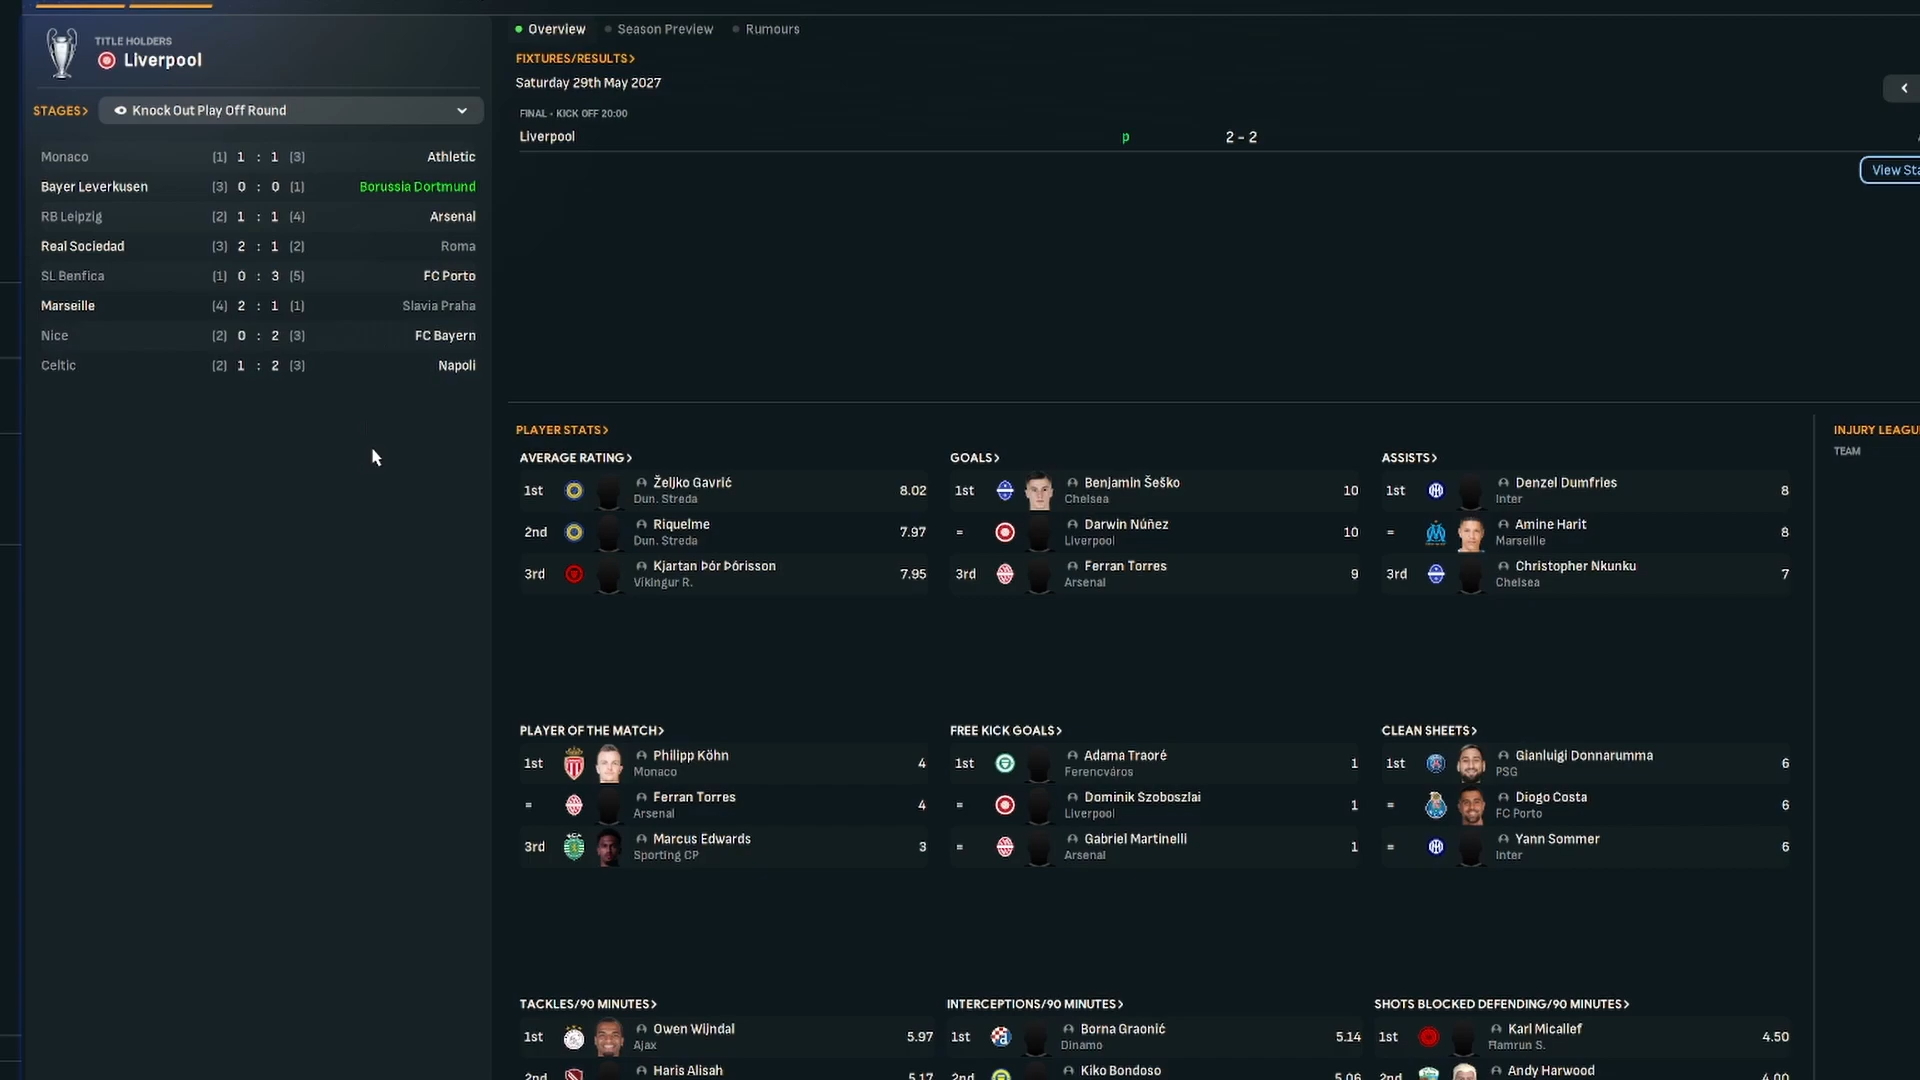 TITLE HOLDERS
Liverpool
STAGES>
Knock Out Play Off Round
Monaco (1) 1 : 1 (3) Athletic
Bayer Leverkusen (3) 0 : 0 (1) Borussia Dortmund
RB Leipzig (2) 1 : 1 (4) Arsenal
Real Sociedad (3) 2 : 1 (2) Roma
SL Benfica (1) 0 : 3 (5) FC Porto
Marseille (4) 2 : 1 (1) Slavia Praha
Nice (2) 0 : 2 (3) FC Bayern
Celtic (2) 1 : 2 (3) Napoli
Overview Season Preview Rumours
FIXTURES/RESULTS>
Saturday 29th May 2027
FINAL - KICK OFF 20:00
Liverpool p 2 - 2
View Sta
PLAYER STATS>
AVERAGE RATING>
1st Željko Gavrić 8.02
Dun. Streda
2nd Riquelme 7.97
Dun. Streda
3rd Kjartan Þór Þórisson 7.95
Víkingur R.
GOALS>
1st Benjamin Šeško 10
Chelsea
= Darwin Núñez 10
Liverpool
3rd Ferran Torres 9
Arsenal
ASSISTS>
1st Denzel Dumfries 8
Inter
= Amine Harit 8
Marseille
3rd Christopher Nkunku 7
Chelsea
INJURY LEAGU
TEAM
PLAYER OF THE MATCH>
1st Philipp Köhn 4
Monaco
= Ferran Torres 4
Arsenal
3rd Marcus Edwards 3
Sporting CP
FREE KICK GOALS>
1st Adama Traoré 1
Ferencváros
= Dominik Szoboszlai 1
Liverpool
= Gabriel Martinelli 1
Arsenal
CLEAN SHEETS>
1st Gianluigi Donnarumma 6
PSG
= Diogo Costa 6
FC Porto
= Yann Sommer 6
Inter
TACKLES/90 MINUTES>
1st Owen Wijndal 5.97
Ajax
2nd Haris Alisah 5.17
INTERCEPTIONS/90 MINUTES>
1st Borna Graonić 5.14
Dinamo
2nd Kiko Bondoso 5.06
SHOTS BLOCKED DEFENDING/90 MINUTES>
1st Karl Micallef 4.50
Ħamrun S.
2nd Andy Harwood 4.00